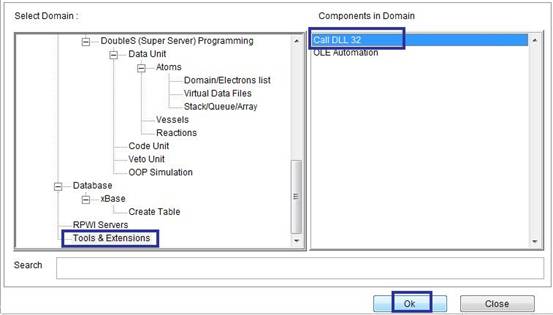 Select Domain :
Components in Domain
DoubleS (Super Server) Programming
Data Unit
Atoms
Domain/Electrons list
Virtual Data Files
Stack/Queue/Array
Vessels
Reactions
Code Unit
Veto Unit
OOP Simulation
Database
xBase
Create Table
RPWI Servers
Tools & Extensions
Call DLL 32
OLE Automation
Search
Ok
Close